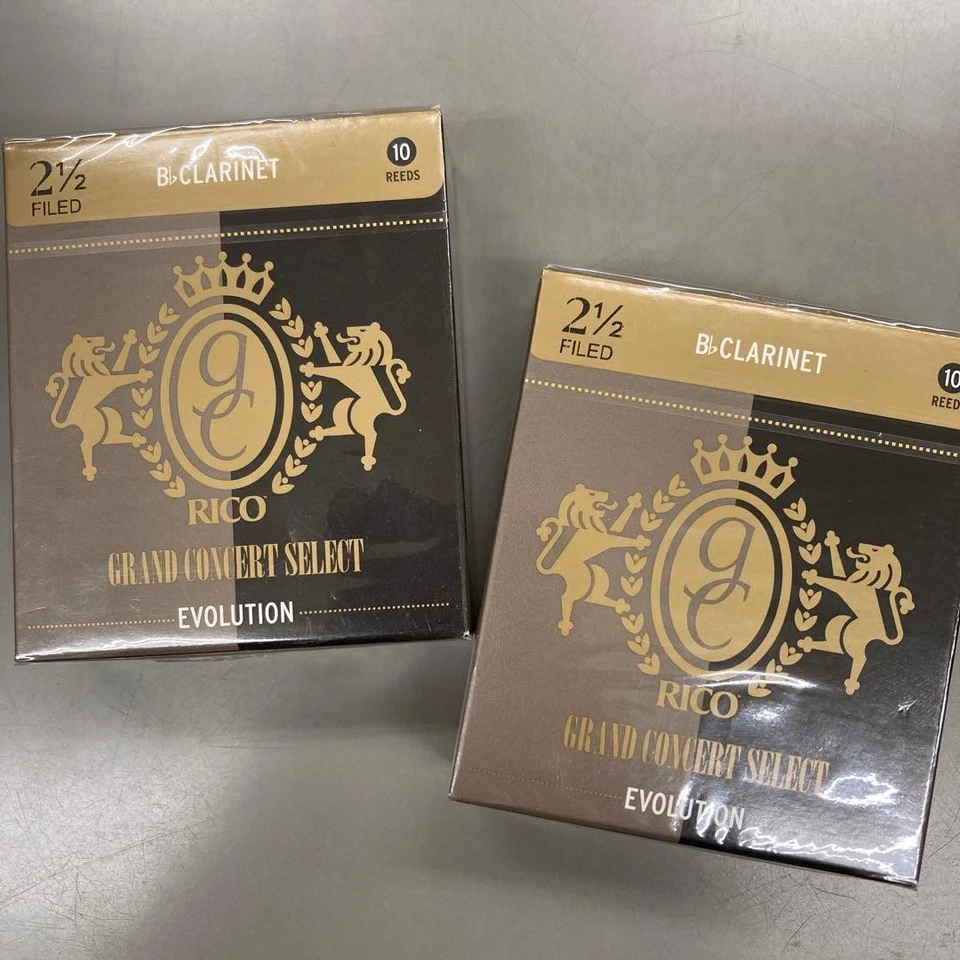 2½
FILED
B♭CLARINET
10
REEDS
gc
RICO
GRAND CONCERT SELECT
EVOLUTION
2½
FILED
B♭CLARINET
10
REED
gc
RICO
GRAND CONCERT SELECT
EVOLUTION